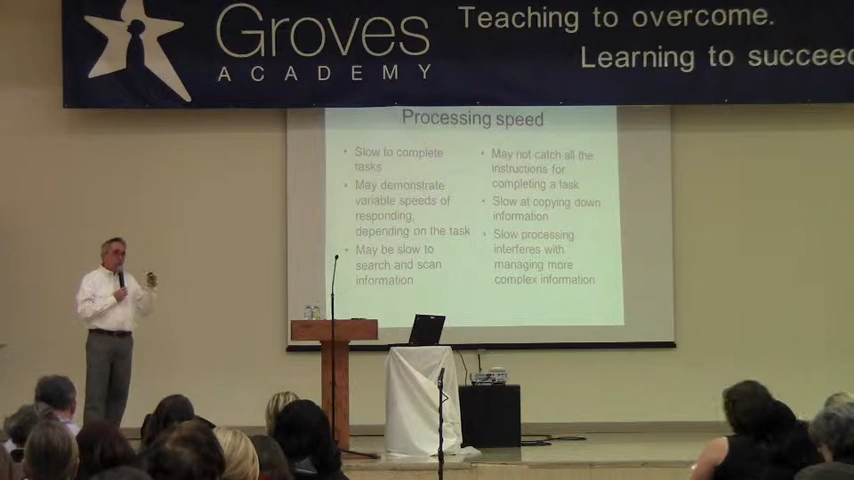 Groves
ACADEMY
Teaching to overcome.
Learning to succeed
Processing speed
• Slow to complete
tasks
• May demonstrate
variable speeds of
responding,
depending on the task
• May be slow to
search and scan
information
• May not catch all the
instructions for
completing a task
• Slow at copying down
information
• Slow processing
interferes with
managing more
complex information